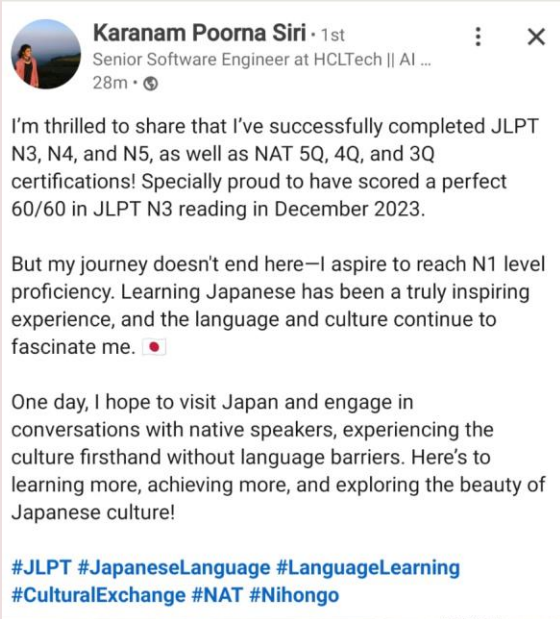 Karanam Poorna Siri • 1st
Senior Software Engineer at HCLTech || AI ...
28m •
I'm thrilled to share that I've successfully completed JLPT
N3, N4, and N5, as well as NAT 5Q, 4Q, and 3Q
certifications! Specially proud to have scored a perfect
60/60 in JLPT N3 reading in December 2023.
But my journey doesn't end here—I aspire to reach N1 level
proficiency. Learning Japanese has been a truly inspiring
experience, and the language and culture continue to
fascinate me. 🇯🇵
One day, I hope to visit Japan and engage in
conversations with native speakers, experiencing the
culture firsthand without language barriers. Here's to
learning more, achieving more, and exploring the beauty of
Japanese culture!
#JLPT #JapaneseLanguage #LanguageLearning
#CulturalExchange #NAT #Nihongo